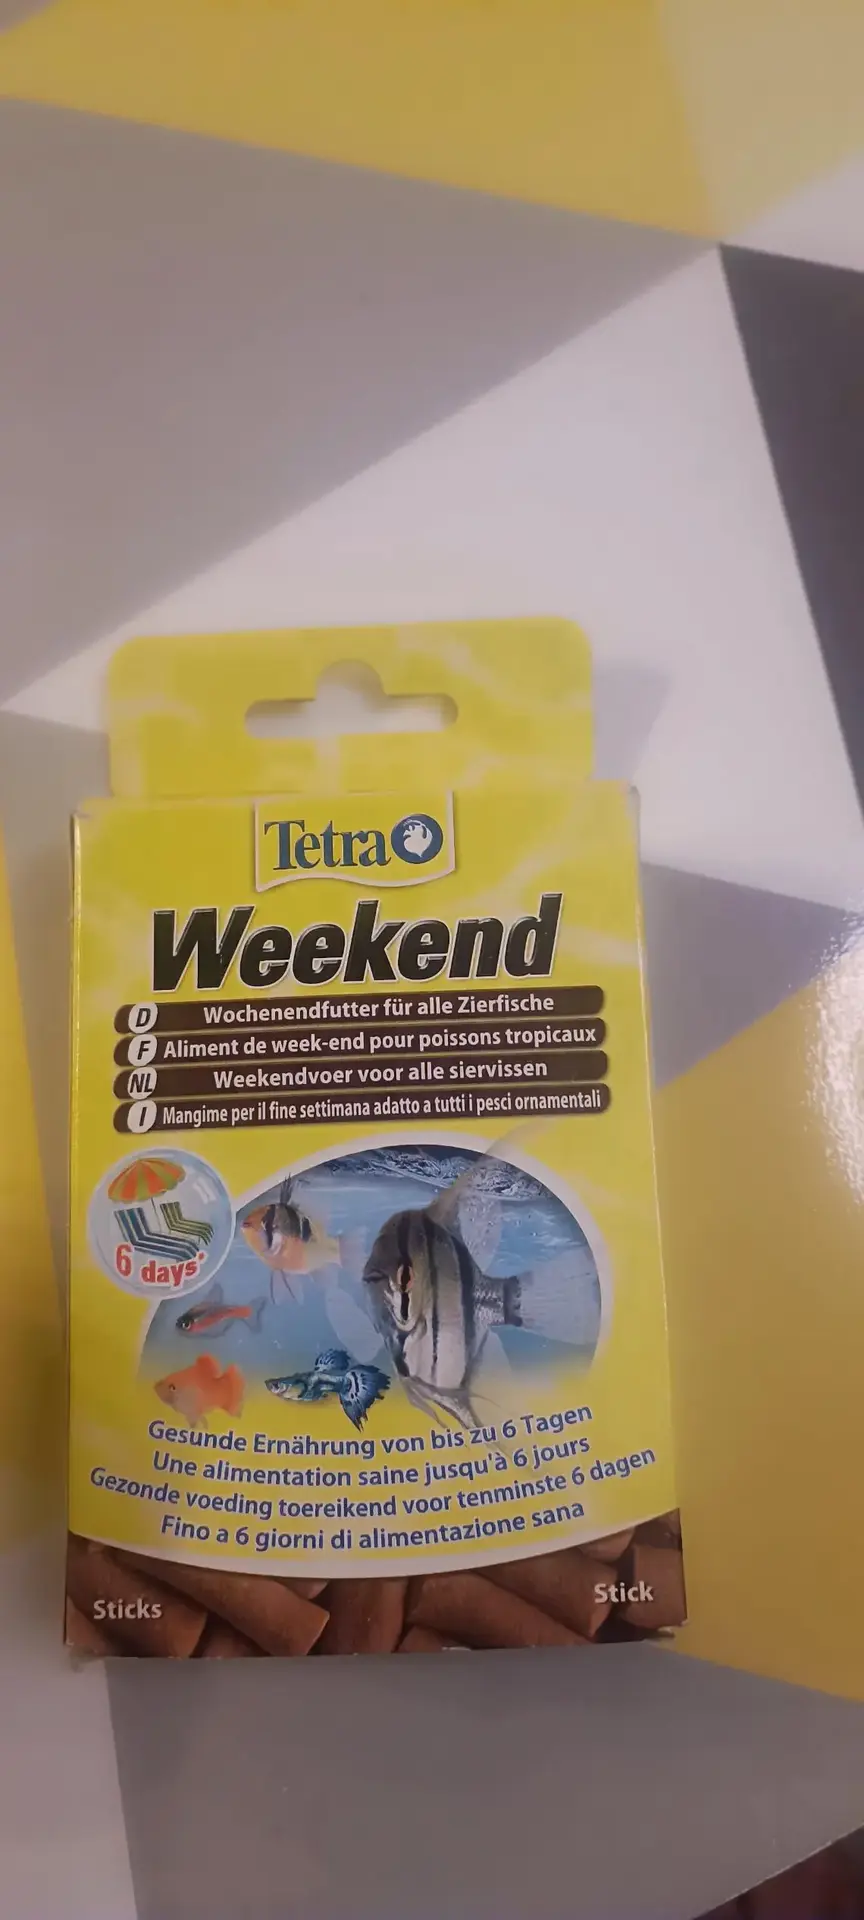 Tetra
Weekend
D Wochenendfutter für alle Zierfische
F Aliment de week-end pour poissons tropicaux
NL Weekendvoer voor alle siervissen
I Mangime per il fine settimana adatto a tutti i pesci ornamentali
6 days*
Gesunde Ernährung von bis zu 6 Tagen
Une alimentation saine jusqu'à 6 jours
Gezonde voeding toereikend voor tenminste 6 dagen
Fino a 6 giorni di alimentazione sana
Sticks
Stick